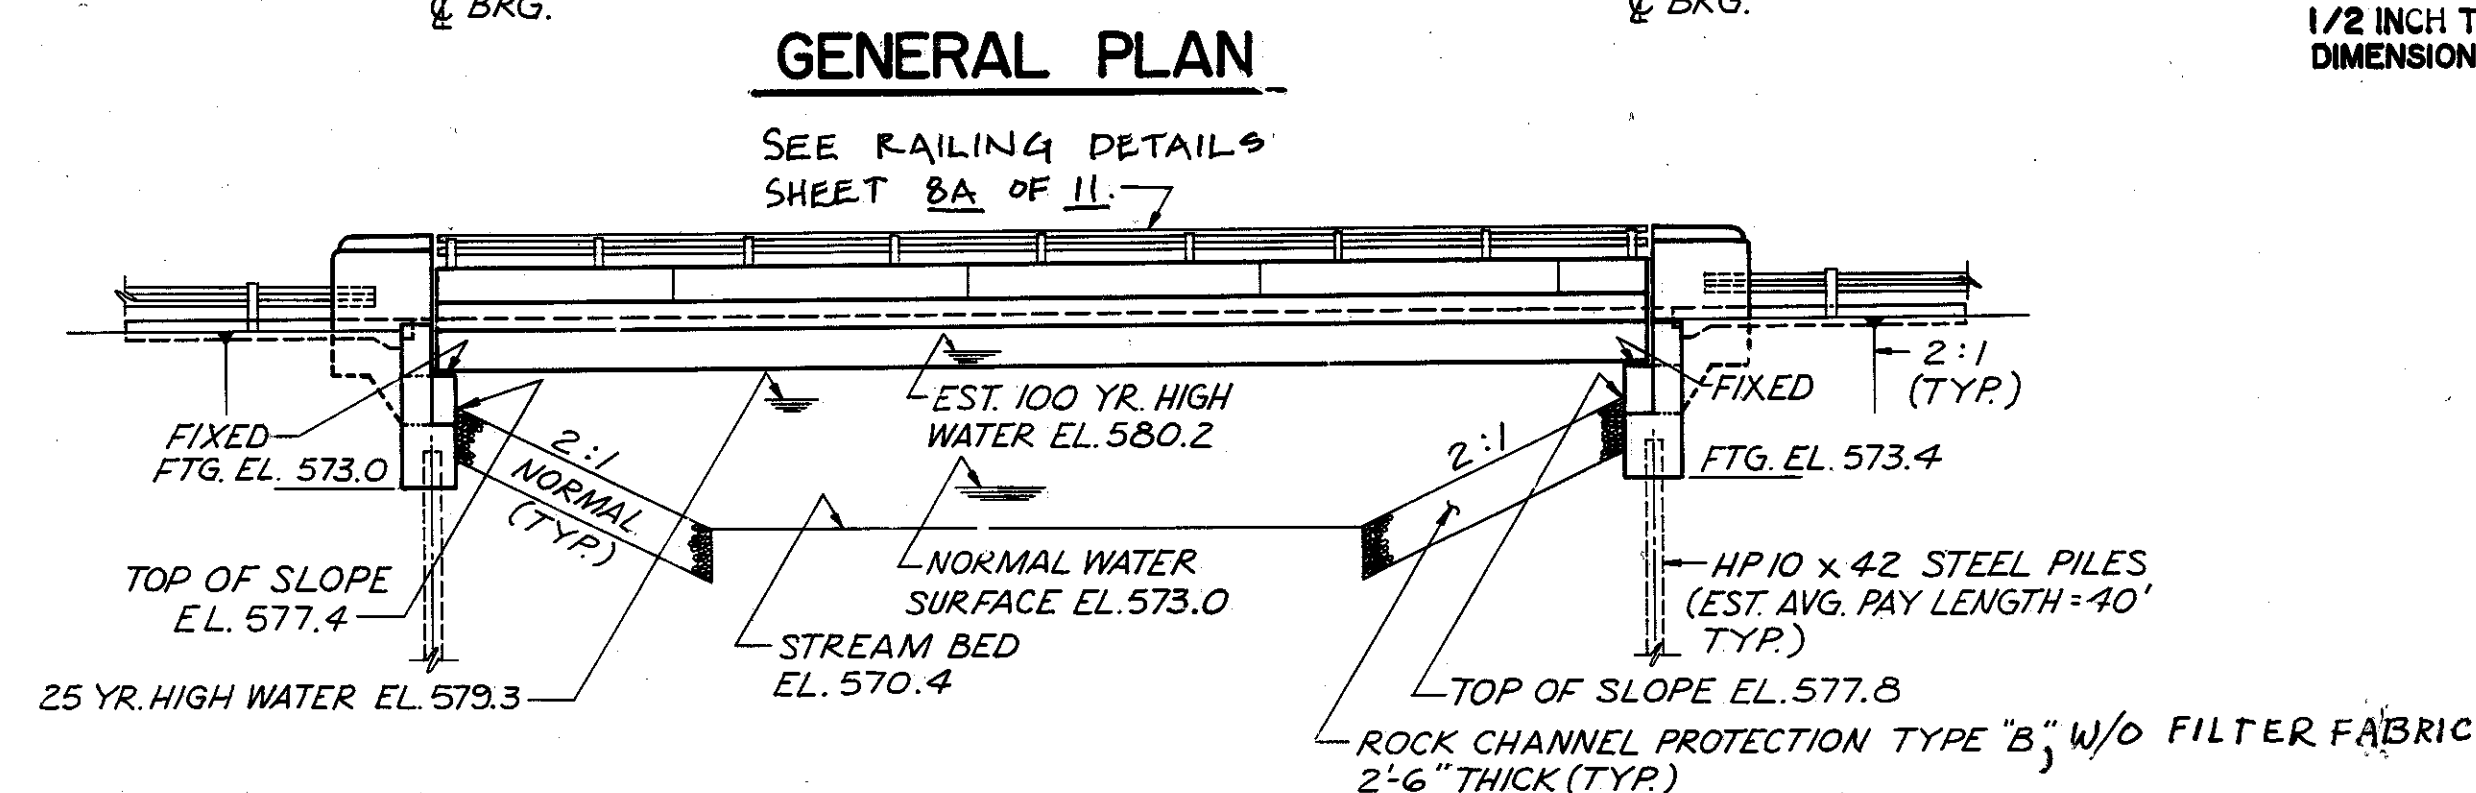 ℄ BRG.
℄ BRG.
1/2 INCH
DIMENSION
GENERAL PLAN
SEE RAILING DETAILS
SHEET 8A OF 11.
EST. 100 YR. HIGH
WATER EL. 580.2
FIXED
FTG. EL. 573.0
2:1
NORMAL
(TYP.)
2:1
FIXED
2:1
(TYP.)
FTG. EL. 573.4
TOP OF SLOPE
EL. 577.4
NORMAL WATER
SURFACE EL. 573.0
STREAM BED
EL. 570.4
25 YR. HIGH WATER EL. 579.3
HP 10 x 42 STEEL PILES
(EST. AVG. PAY LENGTH = 40'
TYP.)
TOP OF SLOPE EL. 577.8
ROCK CHANNEL PROTECTION TYPE "B", W/O FILTER FABRIC
2'-6" THICK (TYP.)